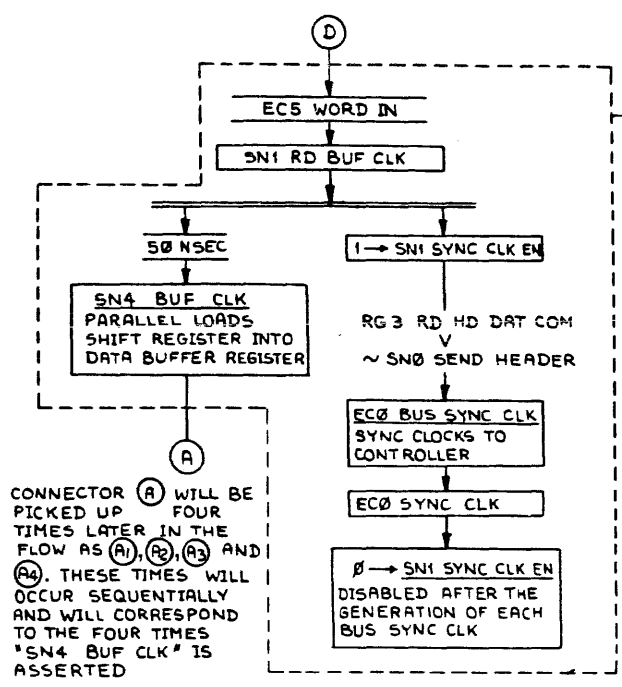 D
EC5 WORD IN
SN1 RD BUF CLK
50 NSEC
SN4 BUF CLK
PARALLEL LOADS
SHIFT REGISTER INTO
DATA BUFFER REGISTER
A
CONNECTOR A WILL BE
PICKED UP FOUR
TIMES LATER IN THE
FLOW AS A1, A2, A3 AND
A4. THESE TIMES WILL
OCCUR SEQUENTIALLY
AND WILL CORRESPOND
TO THE FOUR TIMES
"SN4 BUF CLK" IS
ASSERTED
1→ SN1 SYNC CLK EN
RG3 RD HD DAT COM
V
~ SNØ SEND HEADER
ECØ BUS SYNC CLK
SYNC CLOCKS TO
CONTROLLER
ECØ SYNC CLK
Ø→ SN1 SYNC CLK EN
DISABLED AFTER THE
GENERATION OF EACH
BUS SYNC CLK